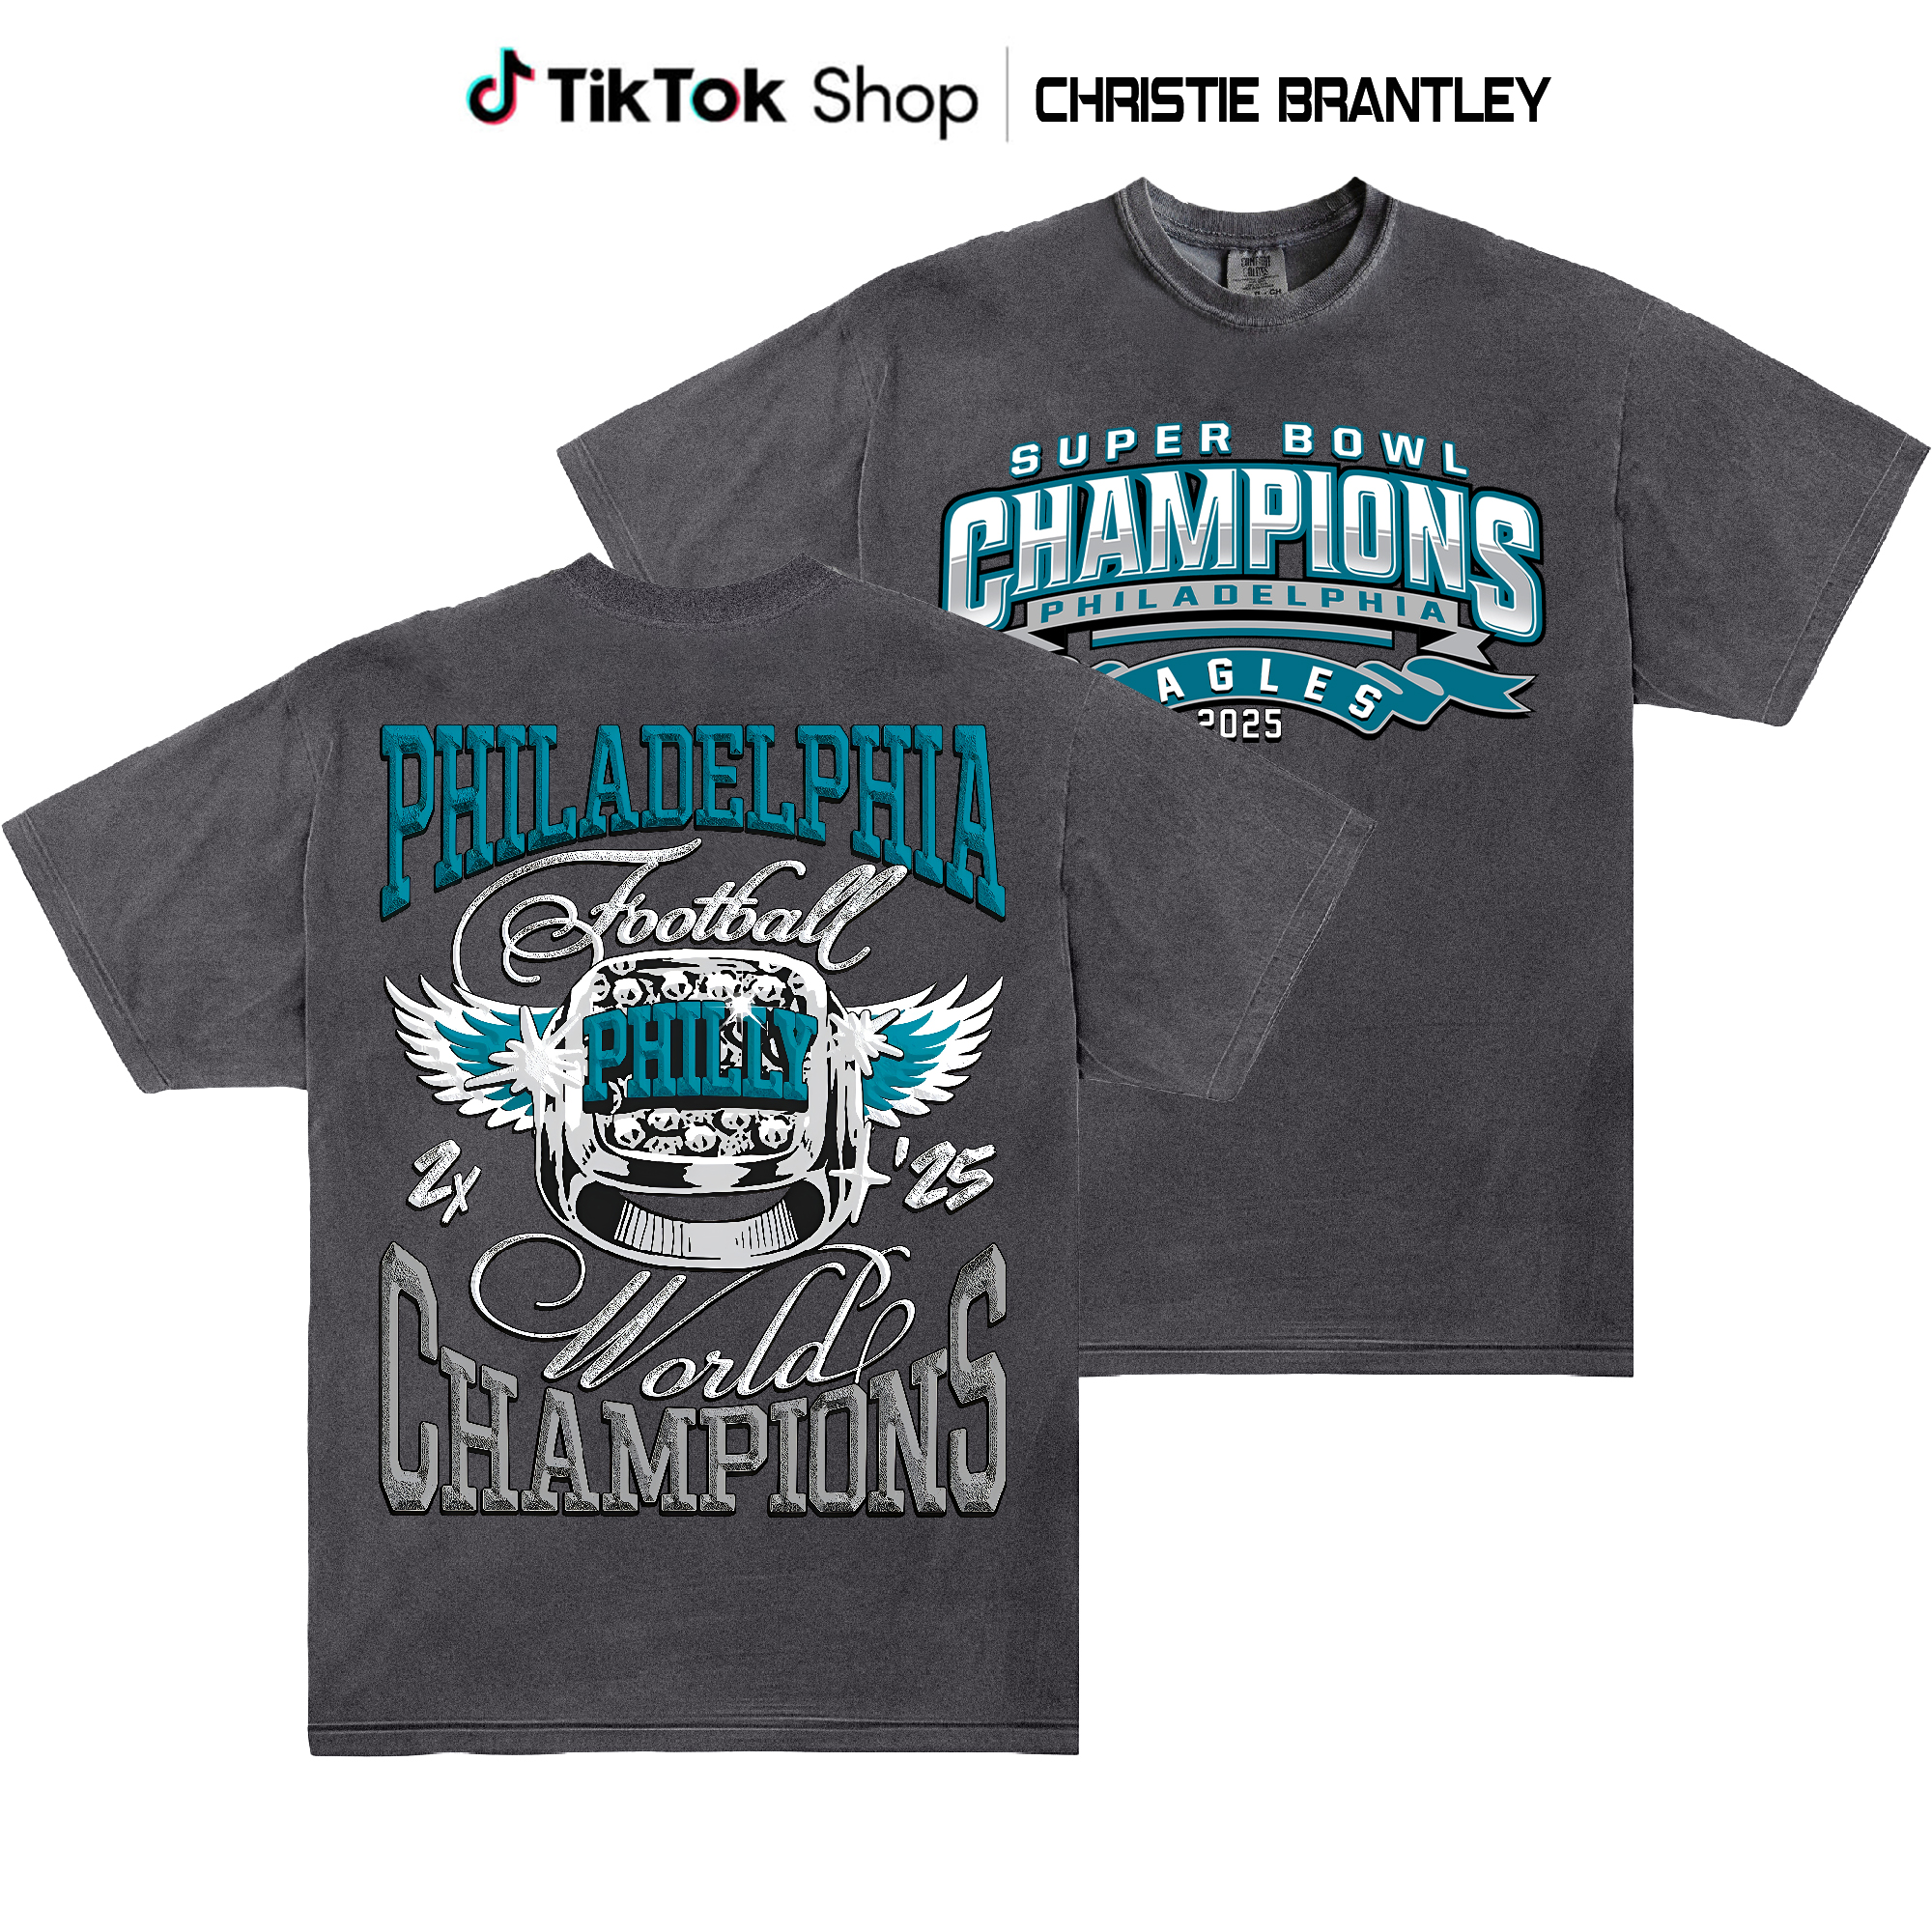 TikTok Shop | CHRISTIE BRANTLEY
SUPER BOWL
CHAMPIONS
PHILADELPHIA
AGLES
2025
PHILADELPHIA
Football
PHILLY
2x '25
World
CHAMPIONS